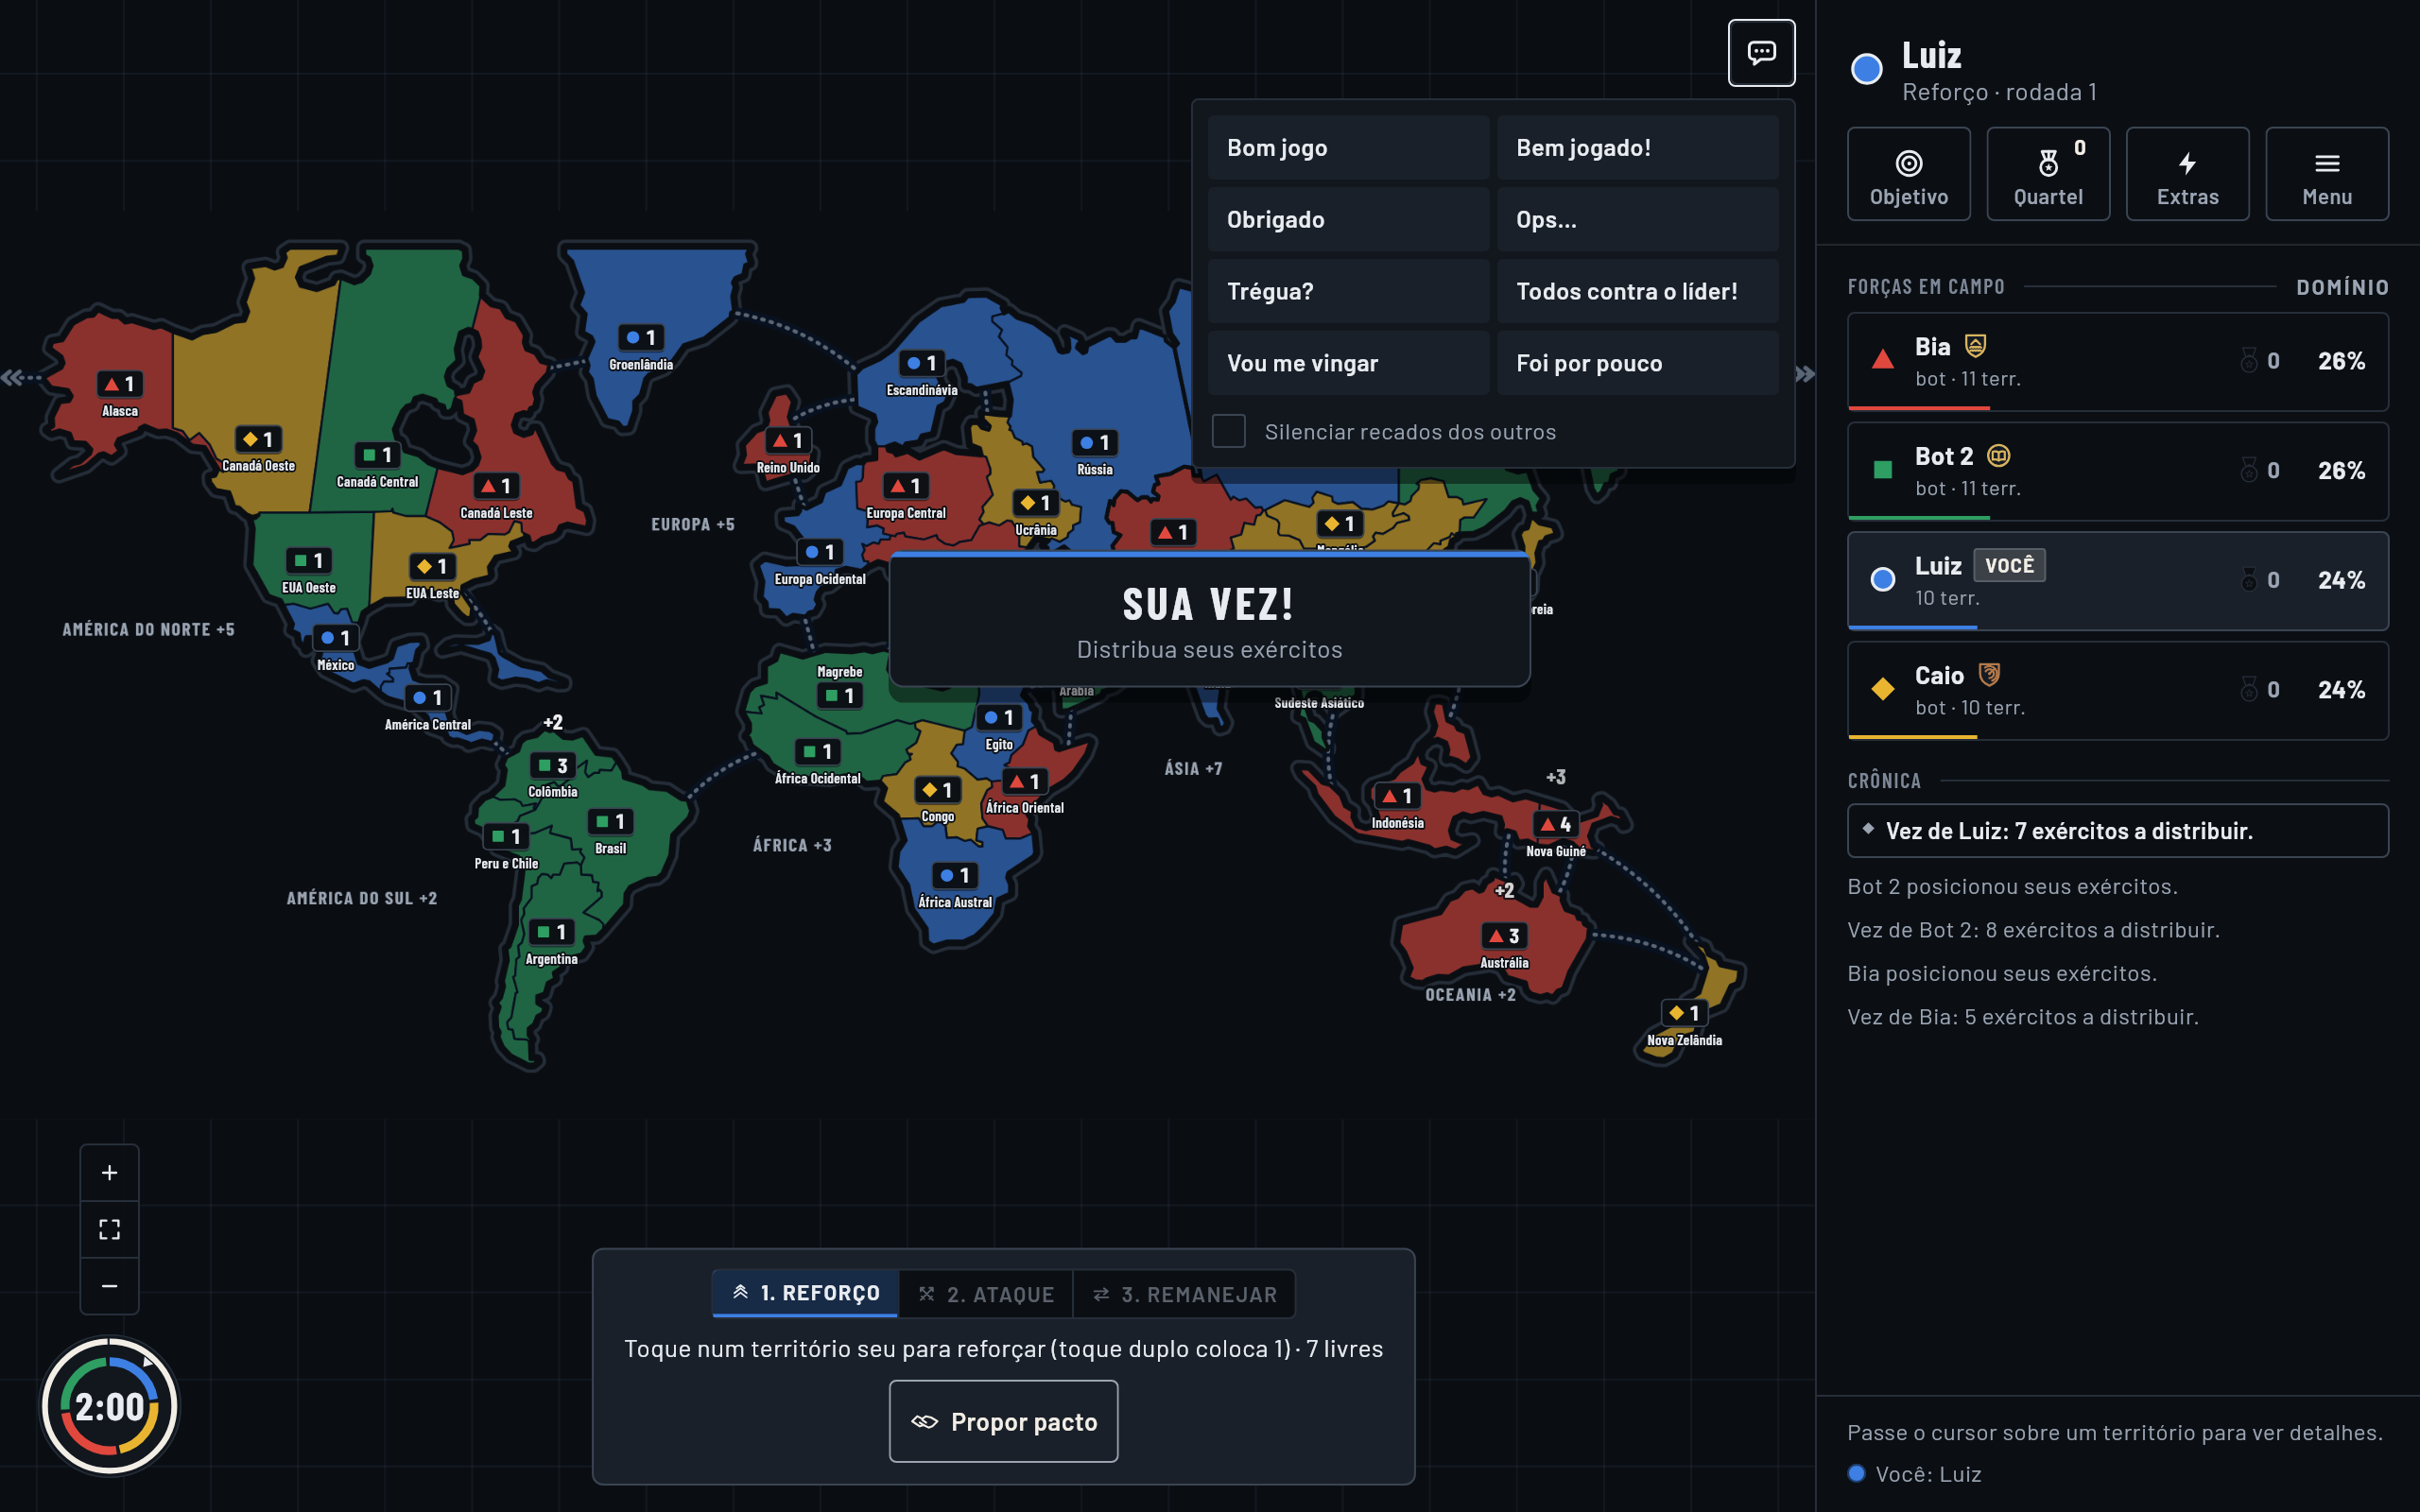 Luiz
Reforço · rodada 1
Objetivo
0
Quartel
Extras
Menu
FORÇAS EM CAMPO
DOMÍNIO
Bia
bot · 11 terr.
0
26%
Bot 2
bot · 11 terr.
0
26%
Luiz VOCÊ
10 terr.
0
24%
Caio
bot · 10 terr.
0
24%
CRÔNICA
Vez de Luiz: 7 exércitos a distribuir.
Bot 2 posicionou seus exércitos.
Vez de Bot 2: 8 exércitos a distribuir.
Bia posicionou seus exércitos.
Vez de Bia: 5 exércitos a distribuir.
Passe o cursor sobre um território para ver detalhes.
Você: Luiz
Bom jogo
Bem jogado!
Obrigado
Ops...
Trégua?
Todos contra o líder!
Vou me vingar
Foi por pouco
Silenciar recados dos outros
1
Alasca
1
Canadá Oeste
1
Canadá Central
1
Canadá Leste
1
Groenlândia
1
EUA Oeste
1
EUA Leste
1
México
1
América Central
AMÉRICA DO NORTE +5
EUROPA +5
1
Escandinávia
1
Reino Unido
1
Europa Central
1
Ucrânia
1
Rússia
1
Europa Ocidental
1
1
SUA VEZ!
Distribua seus exércitos
Magrebe
1
1
África Ocidental
1
Egito
1
Congo
1
África Oriental
1
África Austral
ÁFRICA +3
Arábia
Sudeste Asiático
ÁSIA +7
+2
3
Colômbia
1
Peru e Chile
1
Brasil
1
Argentina
AMÉRICA DO SUL +2
1
Indonésia
+3
4
Nova Guiné
+2
3
Austrália
OCEANIA +2
1
Nova Zelândia
2:00
1. REFORÇO
2. ATAQUE
3. REMANEJAR
Toque num território seu para reforçar (toque duplo coloca 1) · 7 livres
Propor pacto